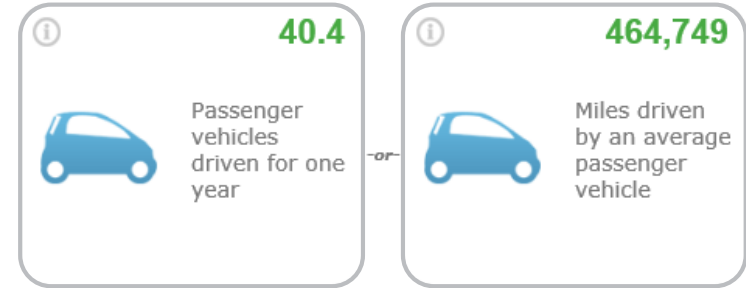 40.4
Passenger
vehicles
driven for one
year
-or-
464,749
Miles driven
by an average
passenger
vehicle